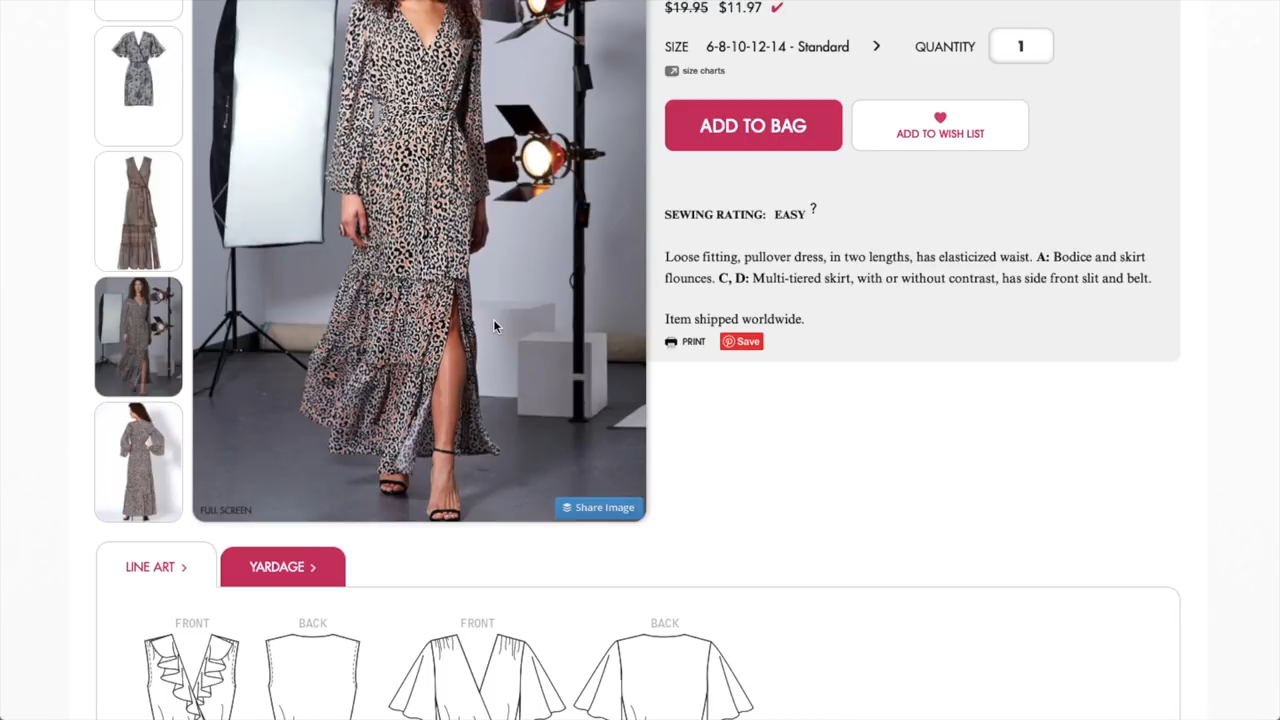 $19.95 $11.97
SIZE 6-8-10-12-14 - Standard > QUANTITY 1
size charts
ADD TO BAG
ADD TO WISH LIST
SEWING RATING: EASY ?
Loose fitting, pullover dress, in two lengths, has elasticized waist. A: Bodice and skirt
flounces. C, D: Multi-tiered skirt, with or without contrast, has side front slit and belt.
Item shipped worldwide.
PRINT Save
FULL SCREEN
Share Image
LINE ART > YARDAGE >
FRONT BACK FRONT BACK